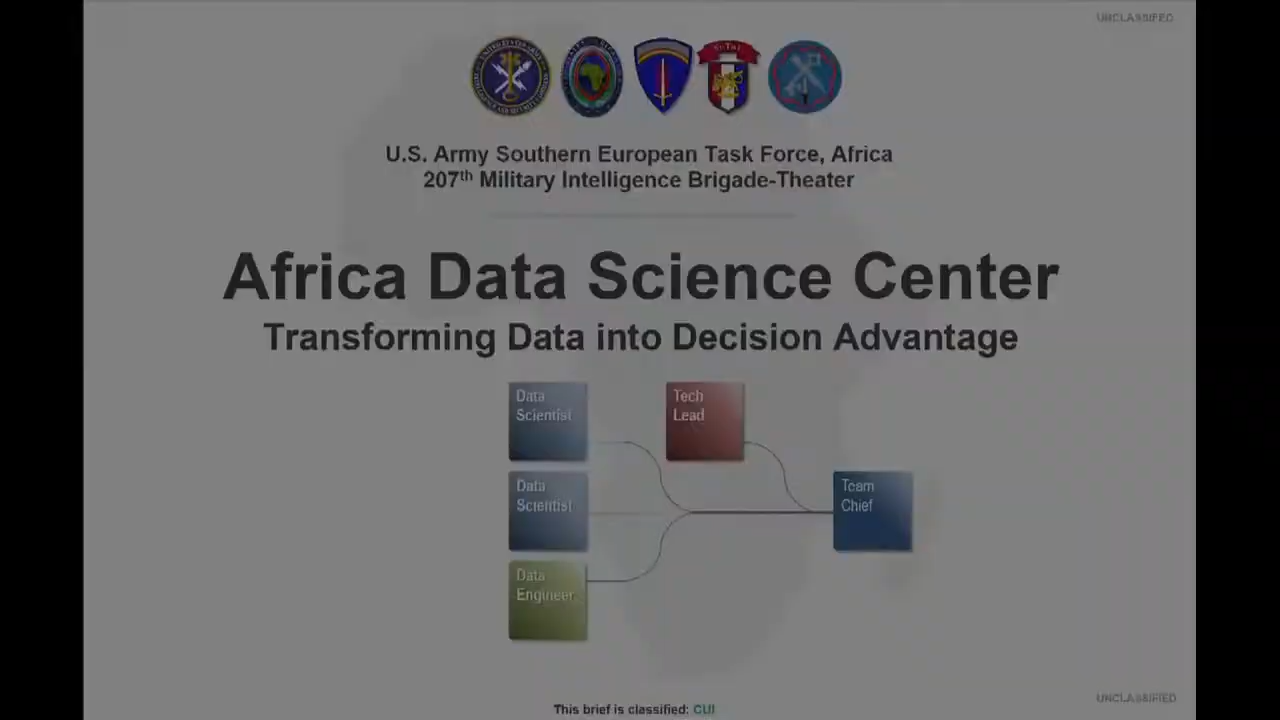 UNCLASSIFIED
U.S. Army Southern European Task Force, Africa
207th Military Intelligence Brigade-Theater
Africa Data Science Center
Transforming Data into Decision Advantage
Data
Scientist
Tech
Lead
Data
Scientist
Team
Chief
Data
Engineer
UNCLASSIFIED
This brief is classified: CUI